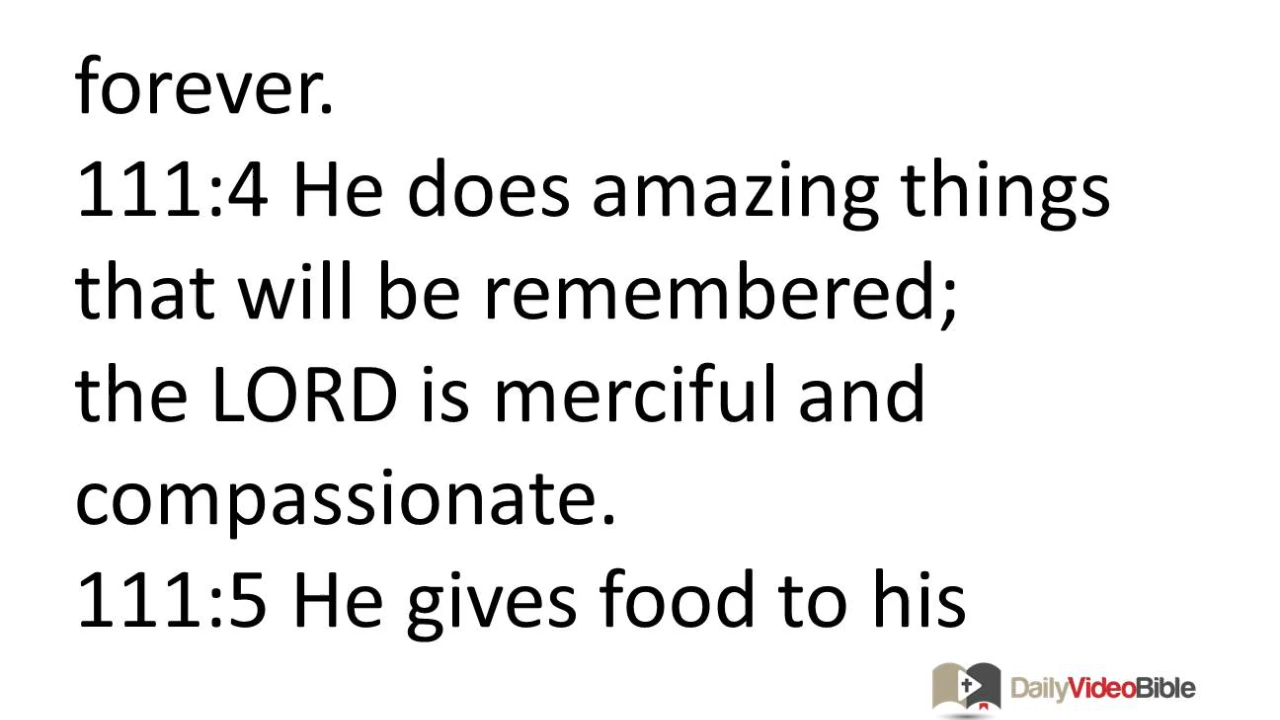 forever.
111:4 He does amazing things
that will be remembered;
the LORD is merciful and
compassionate.
111:5 He gives food to his
DailyVideoBible